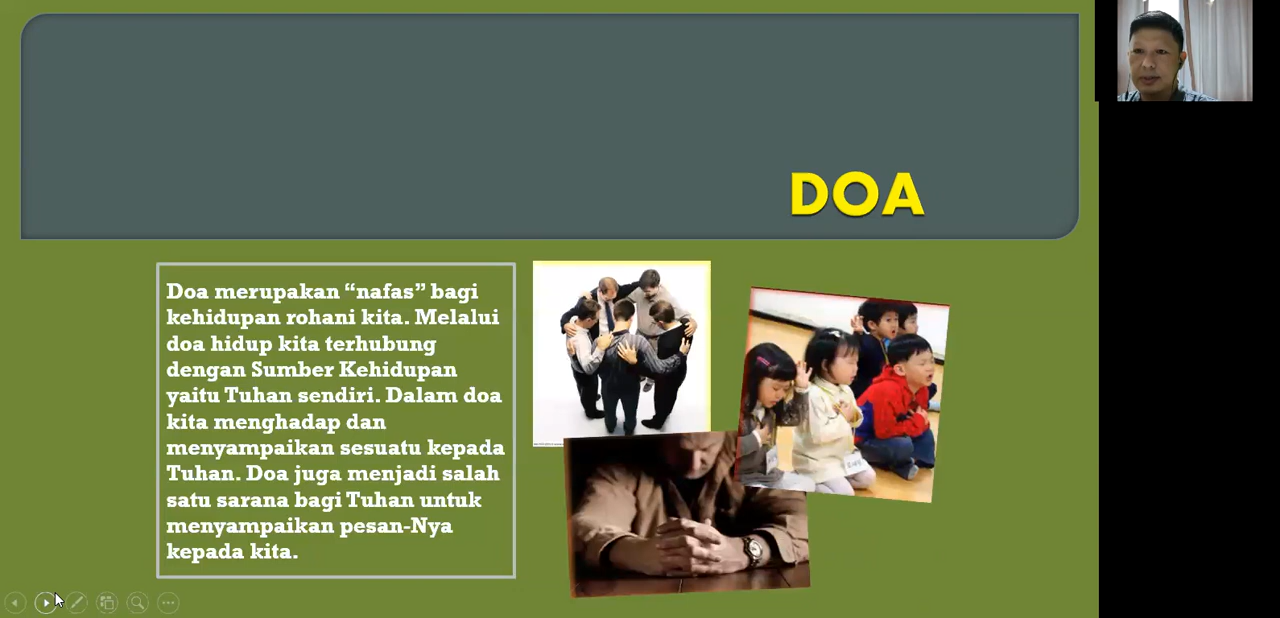 DOA
Doa merupakan “nafas” bagi
kehidupan rohani kita. Melalui
doa hidup kita terhubung
dengan Sumber Kehidupan
yaitu Tuhan sendiri. Dalam doa
kita menghadap dan
menyampaikan sesuatu kepada
Tuhan. Doa juga menjadi salah
satu sarana bagi Tuhan untuk
menyampaikan pesan-Nya
kepada kita.